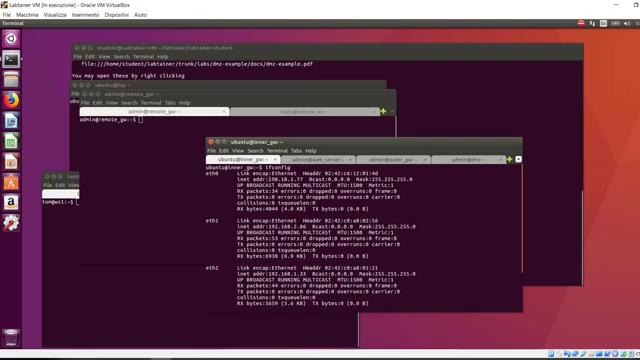 Labtainer VM [In esecuzione] - Oracle VM VirtualBox
File Macchina Visualizza Inserimento Dispositivi Aiuto
Terminal
student@Labtainer-VM: ~/labtainer/labtainer-student
File Edit View Search Terminal Help
file:///home/student/labtainer/trunk/labs/dmz-example/docs/dmz-example.pdf
You may open these by right clicking
admin@remote_gw: ~
File Edit View Search Terminal Tabs Help
admin@remote_gw: ~
admin@remote_gw:~$
ubuntu@inner_gw: ~
File Edit View Search Terminal Tabs Help
ubuntu@inner_gw: ~
admin@web_server: ~
admin@outer_gw: ~
ubuntu@inner_gw:~$ ifconfig
eth0 Link encap:Ethernet HWaddr 02:42:c6:12:01:4d
inet addr:198.18.1.77 Bcast:0.0.0.0 Mask:255.255.255.0
UP BROADCAST RUNNING MULTICAST MTU:1500 Metric:1
RX packets:34 errors:0 dropped:0 overruns:0 frame:0
TX packets:0 errors:0 dropped:0 overruns:0 carrier:0
collisions:0 txqueuelen:0
RX bytes:4044 (4.0 KB) TX bytes:0 (0.0 B)
eth1 Link encap:Ethernet HWaddr 02:42:c0:a8:02:56
inet addr:192.168.2.86 Bcast:0.0.0.0 Mask:255.255.255.0
UP BROADCAST RUNNING MULTICAST MTU:1500 Metric:1
RX packets:53 errors:0 dropped:0 overruns:0 frame:0
TX packets:0 errors:0 dropped:0 overruns:0 carrier:0
collisions:0 txqueuelen:0
RX bytes:6938 (6.9 KB) TX bytes:0 (0.0 B)
eth2 Link encap:Ethernet HWaddr 02:42:c0:a8:01:21
inet addr:192.168.1.33 Bcast:0.0.0.0 Mask:255.255.255.0
UP BROADCAST RUNNING MULTICAST MTU:1500 Metric:1
RX packets:44 errors:0 dropped:0 overruns:0 frame:0
TX packets:0 errors:0 dropped:0 overruns:0 carrier:0
collisions:0 txqueuelen:0
RX bytes:5659 (5.6 KB) TX bytes:0 (0.0 B)
File Edit
tom@ws1:~$